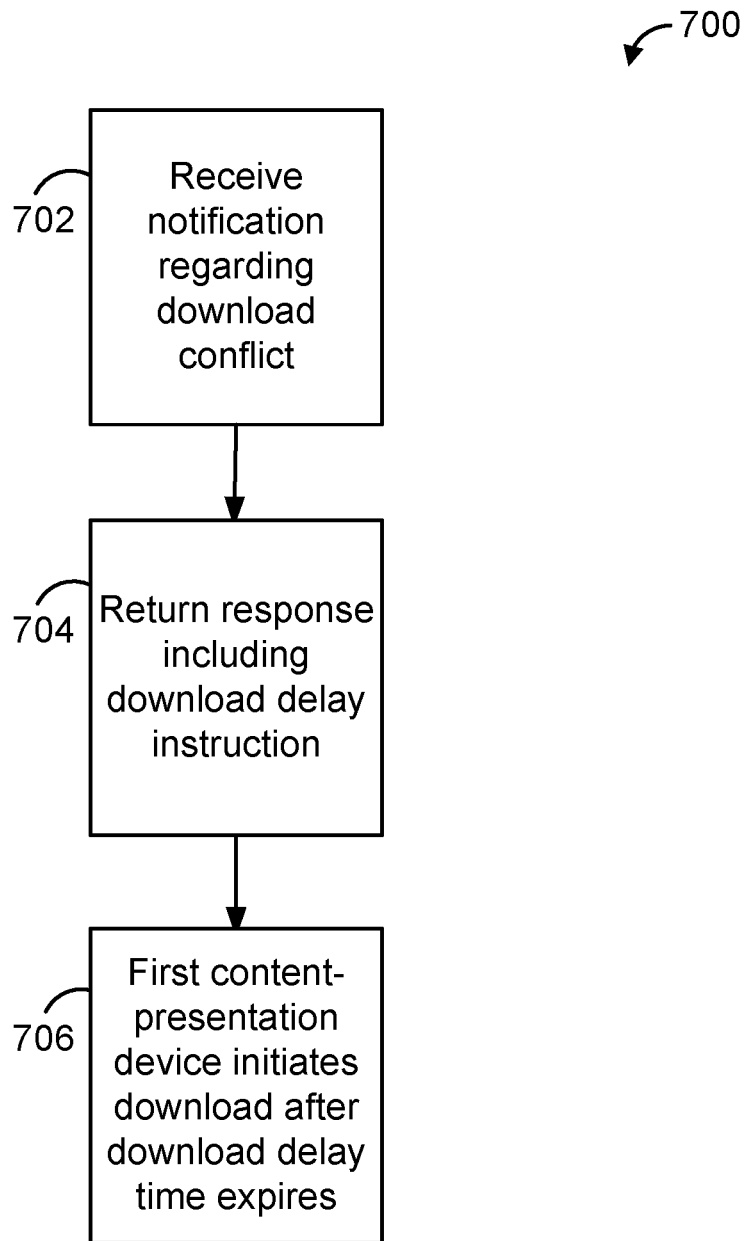 700
702
Receive
notification
regarding
download
conflict
704
Return response
including
download delay
instruction
706
First content-
presentation
device initiates
download after
download delay
time expires